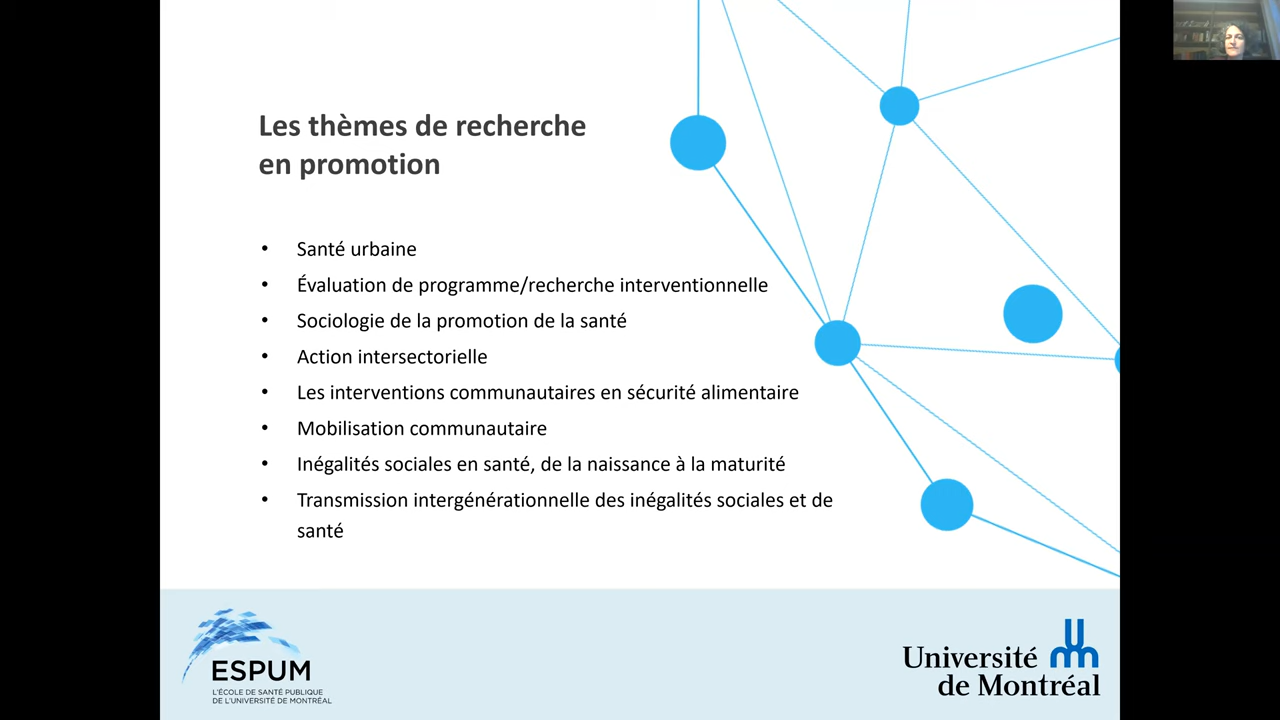 Les thèmes de recherche
en promotion
• Santé urbaine
• Évaluation de programme/recherche interventionnelle
• Sociologie de la promotion de la santé
• Action intersectorielle
• Les interventions communautaires en sécurité alimentaire
• Mobilisation communautaire
• Inégalités sociales en santé, de la naissance à la maturité
• Transmission intergénérationnelle des inégalités sociales et de
santé
ESPUM
L'ÉCOLE DE SANTÉ PUBLIQUE
DE L'UNIVERSITÉ DE MONTRÉAL
Université
de Montréal